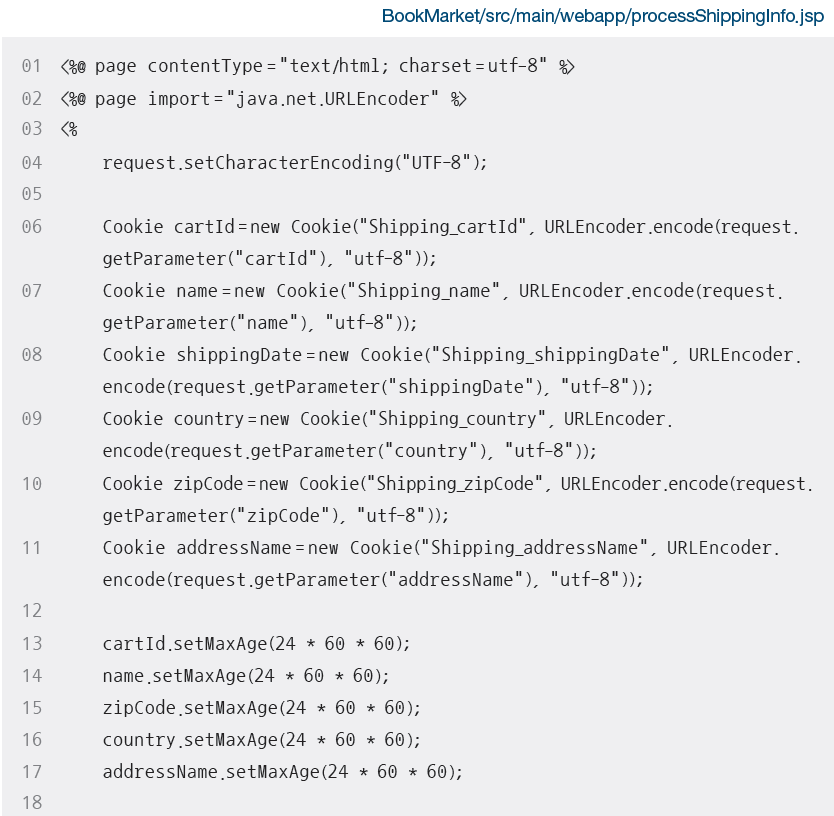 BookMarket/src/main/webapp/processShippingInfo.jsp
01 <%@ page contentType="text/html; charset=utf-8" %>
02 <%@ page import="java.net.URLEncoder" %>
03 <%
04 request.setCharacterEncoding("UTF-8");
05
06 Cookie cartId=new Cookie("Shipping_cartId", URLEncoder.encode(request.
getParameter("cartId"), "utf-8"));
07 Cookie name=new Cookie("Shipping_name", URLEncoder.encode(request.
getParameter("name"), "utf-8"));
08 Cookie shippingDate=new Cookie("Shipping_shippingDate", URLEncoder.
encode(request.getParameter("shippingDate"), "utf-8"));
09 Cookie country=new Cookie("Shipping_country", URLEncoder.
encode(request.getParameter("country"), "utf-8"));
10 Cookie zipCode=new Cookie("Shipping_zipCode", URLEncoder.encode(request.
getParameter("zipCode"), "utf-8"));
11 Cookie addressName=new Cookie("Shipping_addressName", URLEncoder.
encode(request.getParameter("addressName"), "utf-8"));
12
13 cartId.setMaxAge(24 * 60 * 60);
14 name.setMaxAge(24 * 60 * 60);
15 zipCode.setMaxAge(24 * 60 * 60);
16 country.setMaxAge(24 * 60 * 60);
17 addressName.setMaxAge(24 * 60 * 60);
18